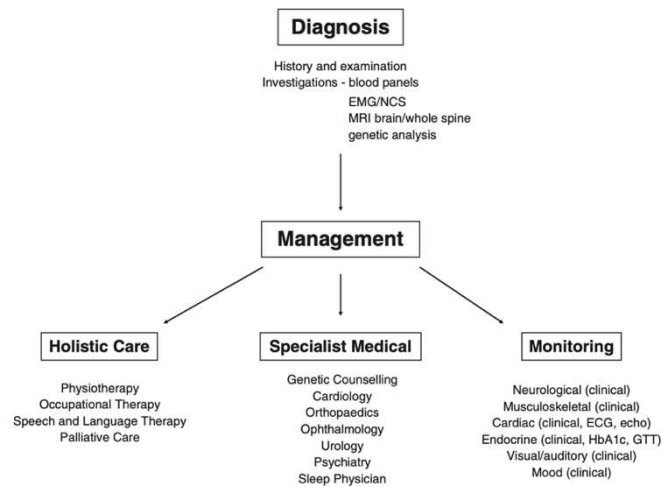 Diagnosis
History and examination
Investigations - blood panels
EMG/NCS
MRI brain/whole spine
genetic analysis
Management
Holistic Care
Physiotherapy
Occupational Therapy
Speech and Language Therapy
Palliative Care
Specialist Medical
Genetic Counselling
Cardiology
Orthopaedics
Ophthalmology
Urology
Psychiatry
Sleep Physician
Monitoring
Neurological (clinical)
Musculoskeletal (clinical)
Cardiac (clinical, ECG, echo)
Endocrine (clinical, HbA1c, GTT)
Visual/auditory (clinical)
Mood (clinical)